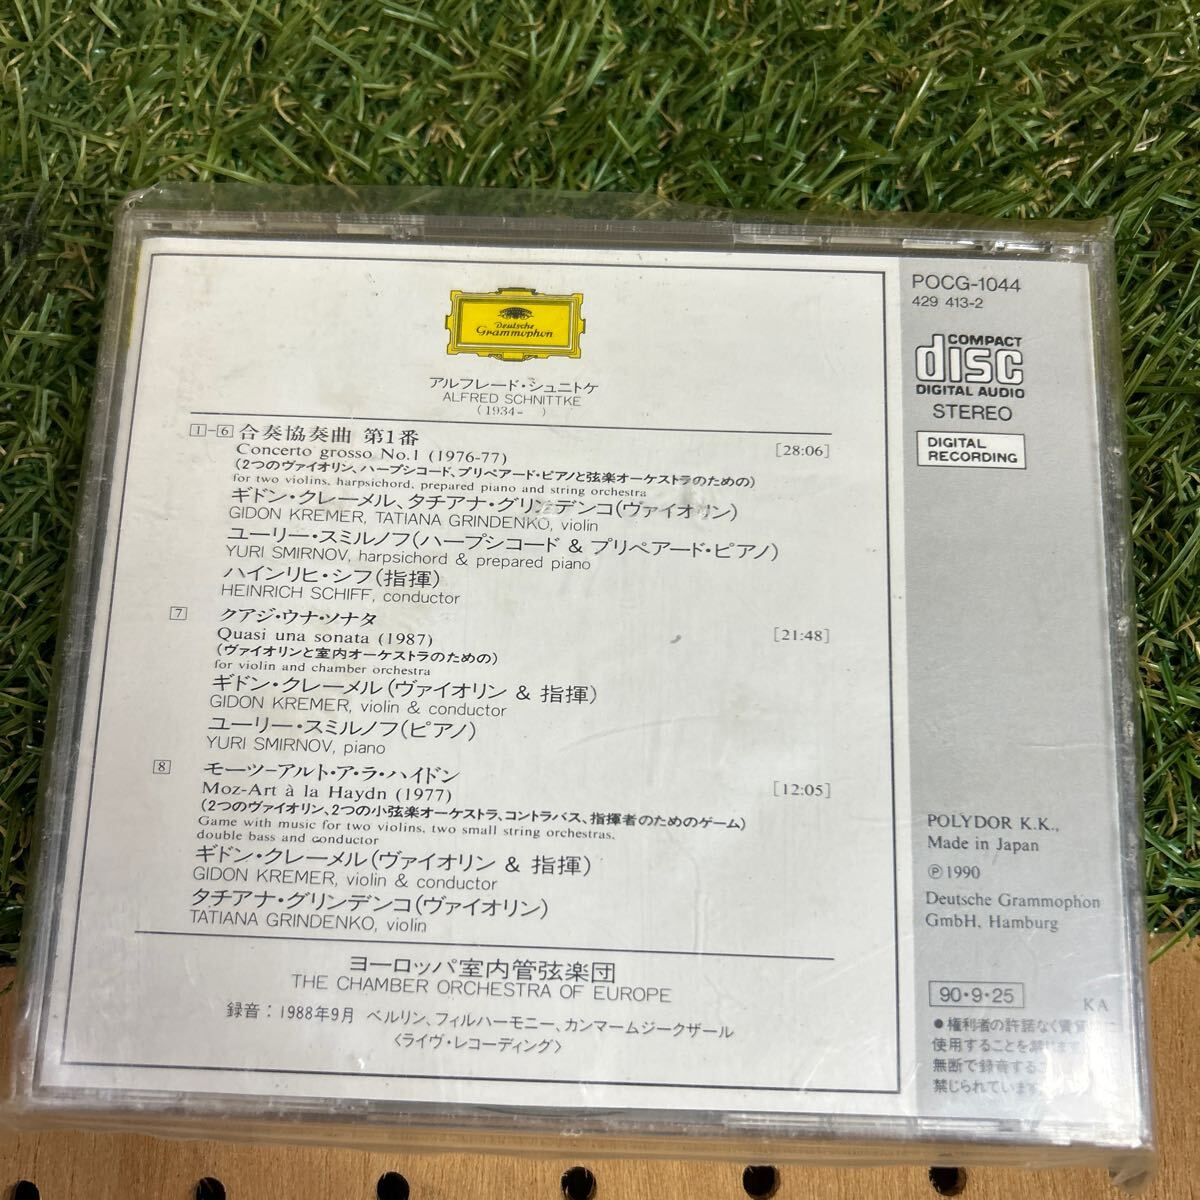 Deutsche
Grammophon
アルフレード・シュニトケ
ALFRED SCHNITTKE
(1934- )
1-6 合奏協奏曲 第1番
Concerto grosso No.1 (1976-77) [28:06]
(2つのヴァイオリン、ハープシコード、プリペアード・ピアノと弦楽オーケストラのための)
for two violins, harpsichord, prepared piano and string orchestra
ギドン・クレーメル、タチアナ・グリンデンコ(ヴァイオリン)
GIDON KREMER, TATIANA GRINDENKO, violin
ユーリー・スミルノフ(ハープシコード & プリペアード・ピアノ)
YURI SMIRNOV, harpsichord & prepared piano
ハインリヒ・シフ(指揮)
HEINRICH SCHIFF, conductor
7 クアジ・ウナ・ソナタ
Quasi una sonata (1987) [21:48]
(ヴァイオリンと室内オーケストラのための)
for violin and chamber orchestra
ギドン・クレーメル(ヴァイオリン & 指揮)
GIDON KREMER, violin & conductor
ユーリー・スミルノフ(ピアノ)
YURI SMIRNOV, piano
8 モーツ-アルト・ア・ラ・ハイドン
Moz-Art à la Haydn (1977) [12:05]
(2つのヴァイオリン、2つの小弦楽オーケストラ、コントラバス、指揮者のためのゲーム)
Game with music for two violins, two small string orchestras,
double bass and conductor
ギドン・クレーメル(ヴァイオリン & 指揮)
GIDON KREMER, violin & conductor
タチアナ・グリンデンコ(ヴァイオリン)
TATIANA GRINDENKO, violin
ヨーロッパ室内管弦楽団
THE CHAMBER ORCHESTRA OF EUROPE
録音：1988年9月 ベルリン、フィルハーモニー、カンマームジークザール
〈ライヴ・レコーディング〉
POCG-1044
429 413-2
COMPACT
disc
DIGITAL AUDIO
STEREO
DIGITAL
RECORDING
POLYDOR K.K.,
Made in Japan
℗1990
Deutsche Grammophon
GmbH, Hamburg
90・9・25
KA
●権利者の許諾なく賃貸
使用することを禁じます
無断で録音する
禁じられています